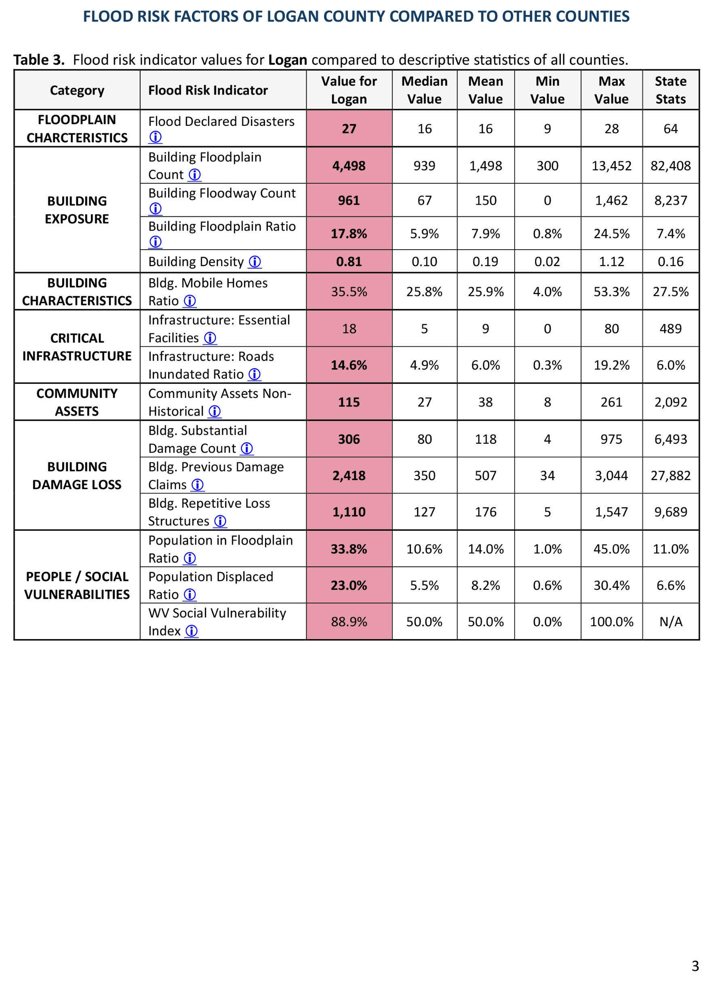 FLOOD RISK FACTORS OF LOGAN COUNTY COMPARED TO OTHER COUNTIES
Table 3. Flood risk indicator values for Logan compared to descriptive statistics of all counties.
Category Flood Risk Indicator Value for Logan Median Value Mean Value Min Value Max Value State Stats
FLOODPLAIN CHARCTERISTICS Flood Declared Disasters ⓘ 27 16 16 9 28 64
BUILDING EXPOSURE Building Floodplain Count ⓘ 4,498 939 1,498 300 13,452 82,408
Building Floodway Count ⓘ 961 67 150 0 1,462 8,237
Building Floodplain Ratio ⓘ 17.8% 5.9% 7.9% 0.8% 24.5% 7.4%
Building Density ⓘ 0.81 0.10 0.19 0.02 1.12 0.16
BUILDING CHARACTERISTICS Bldg. Mobile Homes Ratio ⓘ 35.5% 25.8% 25.9% 4.0% 53.3% 27.5%
CRITICAL INFRASTRUCTURE Infrastructure: Essential Facilities ⓘ 18 5 9 0 80 489
Infrastructure: Roads Inundated Ratio ⓘ 14.6% 4.9% 6.0% 0.3% 19.2% 6.0%
COMMUNITY ASSETS Community Assets Non-Historical ⓘ 115 27 38 8 261 2,092
BUILDING DAMAGE LOSS Bldg. Substantial Damage Count ⓘ 306 80 118 4 975 6,493
Bldg. Previous Damage Claims ⓘ 2,418 350 507 34 3,044 27,882
Bldg. Repetitive Loss Structures ⓘ 1,110 127 176 5 1,547 9,689
PEOPLE / SOCIAL VULNERABILITIES Population in Floodplain Ratio ⓘ 33.8% 10.6% 14.0% 1.0% 45.0% 11.0%
Population Displaced Ratio ⓘ 23.0% 5.5% 8.2% 0.6% 30.4% 6.6%
WV Social Vulnerability Index ⓘ 88.9% 50.0% 50.0% 0.0% 100.0% N/A
3